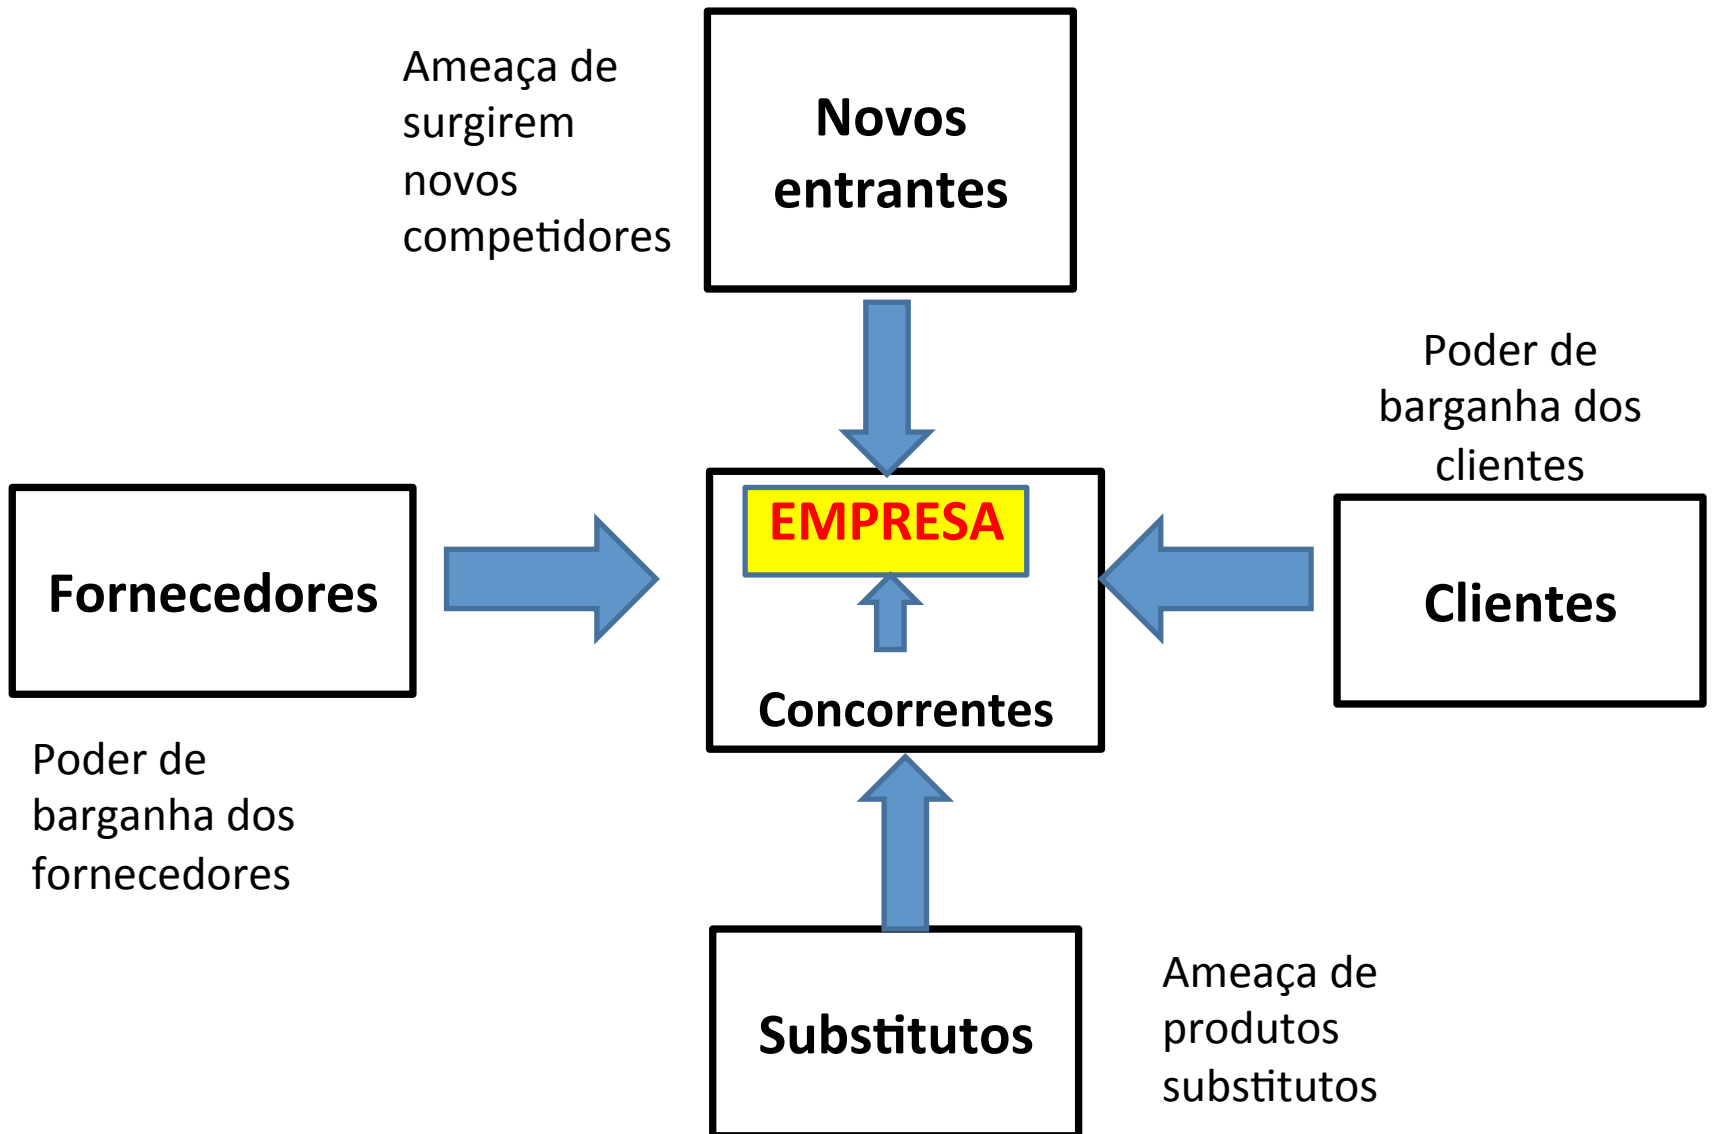 Ameaça de
surgirem
novos
competidores
Novos
entrantes
Poder de
barganha dos
clientes
Fornecedores
EMPRESA
Concorrentes
Clientes
Poder de
barganha dos
fornecedores
Substitutos
Ameaça de
produtos
substitutos